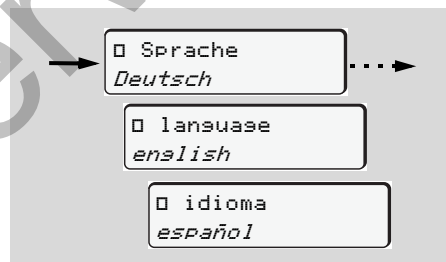 □ Sprache
Deutsch
□ language
english
□ idioma
español